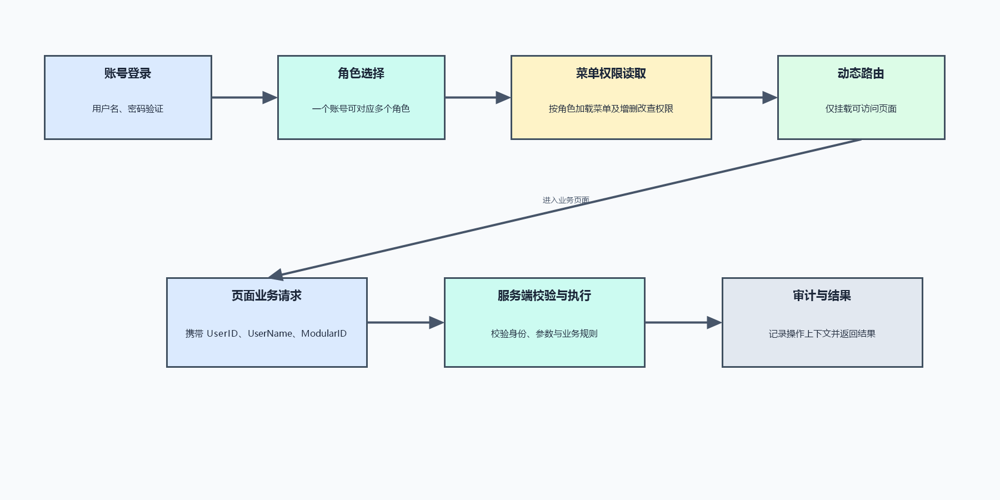 账号登录
用户名、密码验证
角色选择
一个账号可对应多个角色
菜单权限读取
按角色加载菜单及增删改查权限
动态路由
仅挂载可访问页面
进入业务页面
页面业务请求
携带 UserID、UserName、ModularID
服务端校验与执行
校验身份、参数与业务规则
审计与结果
记录操作上下文并返回结果